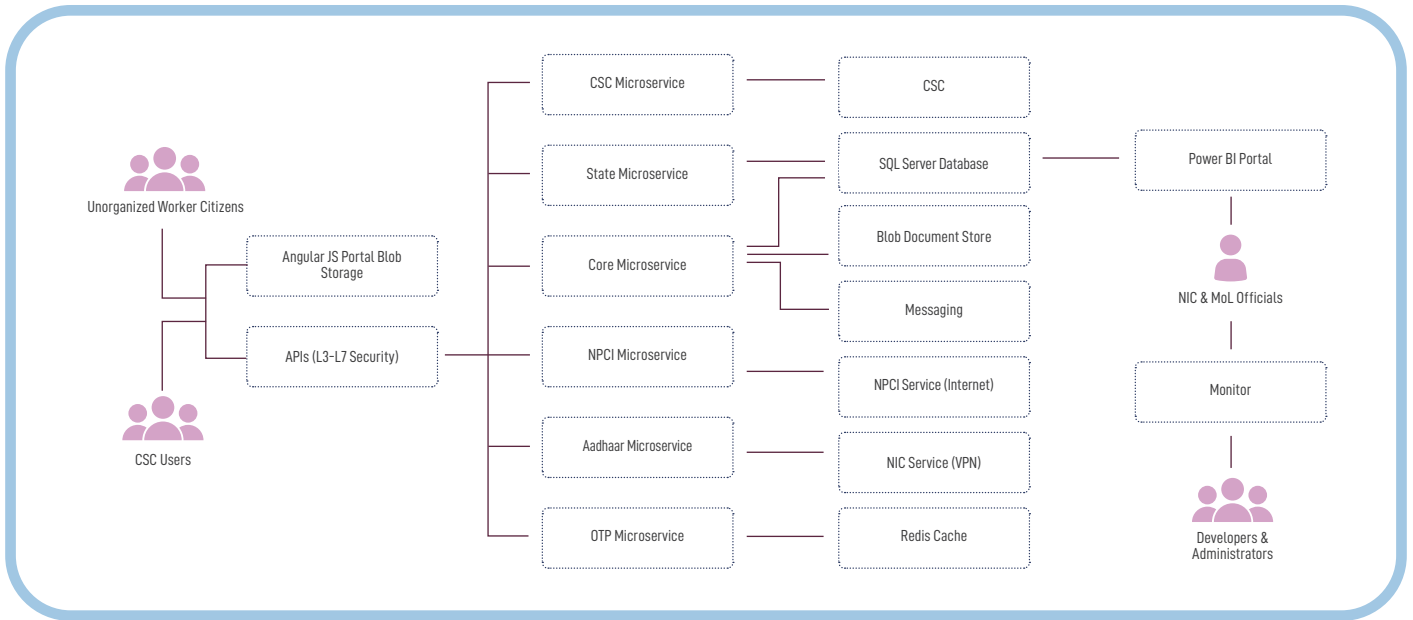 Unorganized Worker Citizens
CSC Users
Angular JS Portal Blob
Storage
APIs (L3-L7 Security)
CSC Microservice
State Microservice
Core Microservice
NPCI Microservice
Aadhaar Microservice
OTP Microservice
CSC
SQL Server Database
Blob Document Store
Messaging
NPCI Service (Internet)
NIC Service (VPN)
Redis Cache
Power BI Portal
NIC & MoL Officials
Monitor
Developers &
Administrators